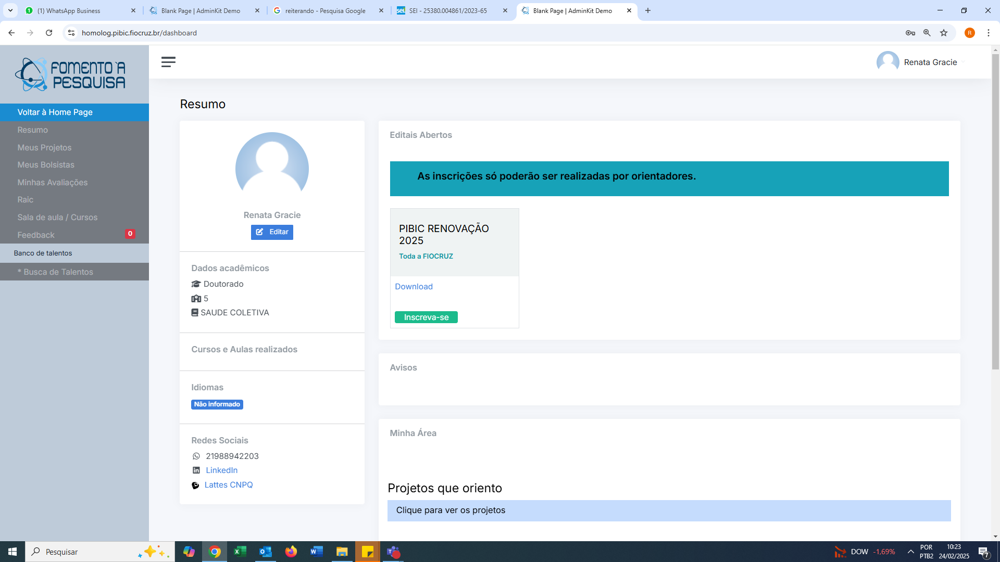 (1) WhatsApp Business
Blank Page | AdminKit Demo
reiterando - Pesquisa Google
SEI - 25380.004861/2023-65
Blank Page | AdminKit Demo
homolog.pibic.fiocruz.br/dashboard
R
FOMENTO À
PESQUISA
Renata Gracie
Voltar à Home Page
Resumo
Meus Projetos
Meus Bolsistas
Minhas Avaliações
Raic
Sala de aula / Cursos
Feedback 0
Banco de talentos
* Busca de Talentos
Resumo
Renata Gracie
Editar
Dados acadêmicos
Doutorado
5
SAUDE COLETIVA
Cursos e Aulas realizados
Idiomas
Não informado
Redes Sociais
21988942203
LinkedIn
Lattes CNPQ
Editais Abertos
As inscrições só poderão ser realizadas por orientadores.
PIBIC RENOVAÇÃO
2025
Toda a FIOCRUZ
Download
Inscreva-se
Avisos
Minha Área
Projetos que oriento
Clique para ver os projetos
Pesquisar
DOW -1,69%
POR
PTB2
10:23
24/02/2025
7